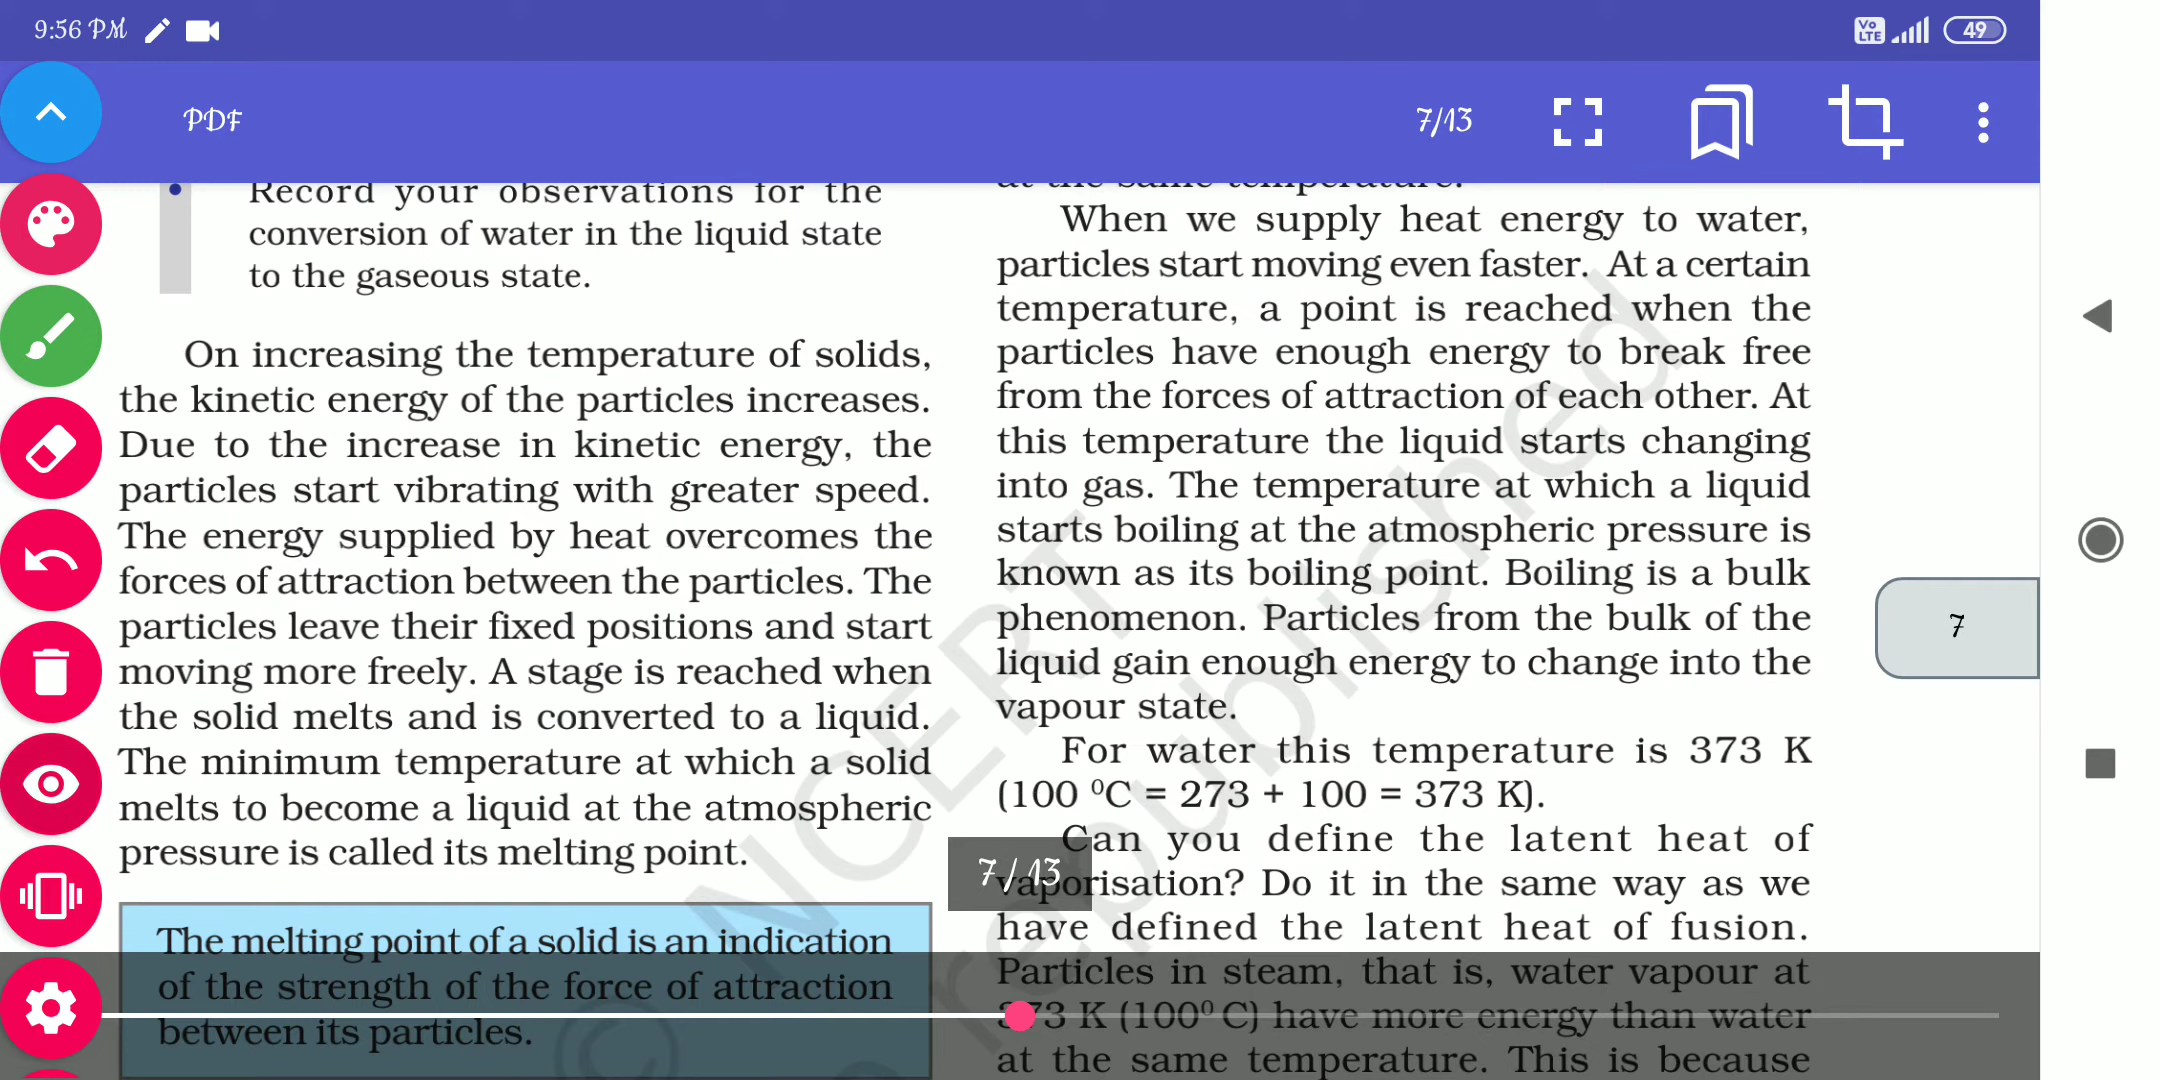 9:56 PM
Vo LTE
49
PDF
7/13
Record your observations for the
conversion of water in the liquid state
to the gaseous state.
On increasing the temperature of solids,
the kinetic energy of the particles increases.
Due to the increase in kinetic energy, the
particles start vibrating with greater speed.
The energy supplied by heat overcomes the
forces of attraction between the particles. The
particles leave their fixed positions and start
moving more freely. A stage is reached when
the solid melts and is converted to a liquid.
The minimum temperature at which a solid
melts to become a liquid at the atmospheric
pressure is called its melting point.
The melting point of a solid is an indication
of the strength of the force of attraction
between its particles.
at the same temperature.
When we supply heat energy to water,
particles start moving even faster. At a certain
temperature, a point is reached when the
particles have enough energy to break free
from the forces of attraction of each other. At
this temperature the liquid starts changing
into gas. The temperature at which a liquid
starts boiling at the atmospheric pressure is
known as its boiling point. Boiling is a bulk
phenomenon. Particles from the bulk of the
liquid gain enough energy to change into the
vapour state.
For water this temperature is 373 K
(100 ⁰C = 273 + 100 = 373 K).
Can you define the latent heat of
vaporisation? Do it in the same way as we
have defined the latent heat of fusion.
Particles in steam, that is, water vapour at
373 K (100⁰ C) have more energy than water
at the same temperature. This is because
7 / 13
7
© NCERT
republished